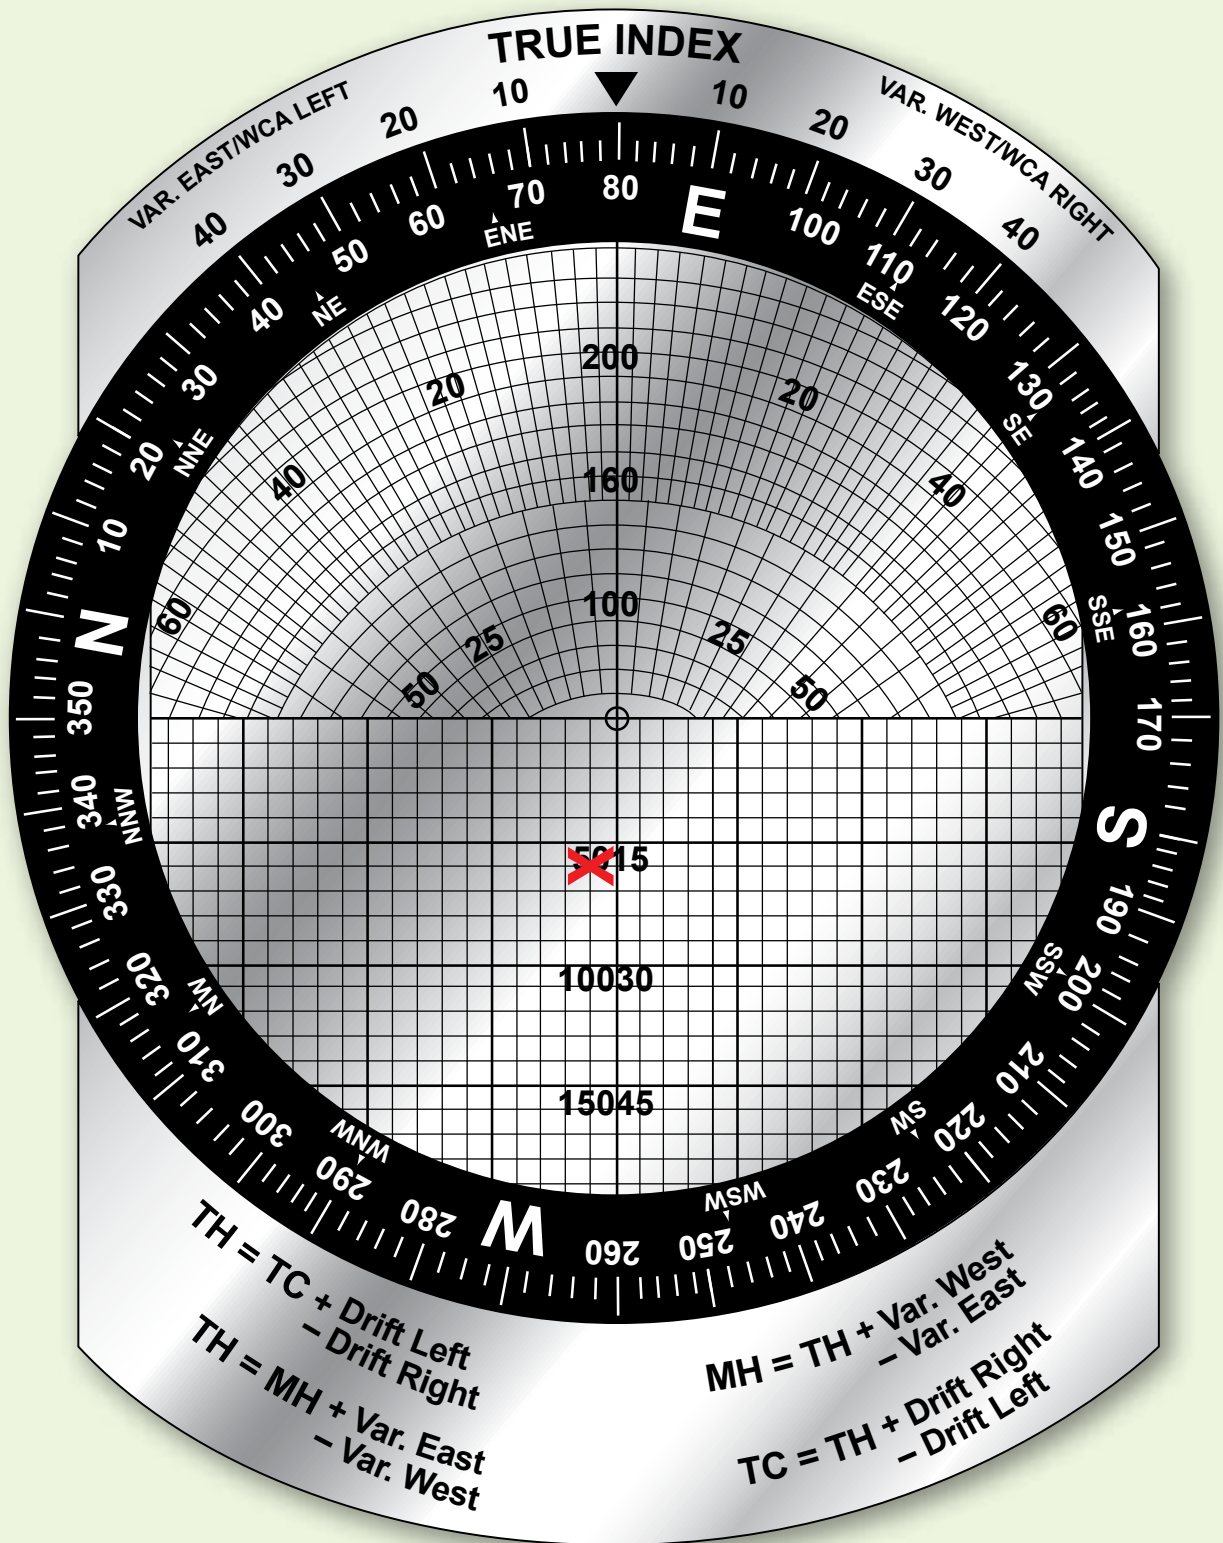 TRUE INDEX
VAR. EAST/WCA LEFT
VAR. WEST/WCA RIGHT
40
30
20
10
10
20
30
40
N
10
20
30
40
50
60
70
80
E
100
110
120
130
140
150
160
170
S
190
200
210
220
230
240
250
260
W
280
290
300
310
320
330
340
350
NNE
NE
ENE
ESE
SE
SSE
SSW
SW
WSW
WNW
NW
NNW
200
20
20
40
160
40
60
100
60
25
25
50
50
5015
10030
15045
TH = TC + Drift Left
– Drift Right
TH = MH + Var. East
– Var. West
MH = TH + Var. West
– Var. East
TC = TH + Drift Right
– Drift Left